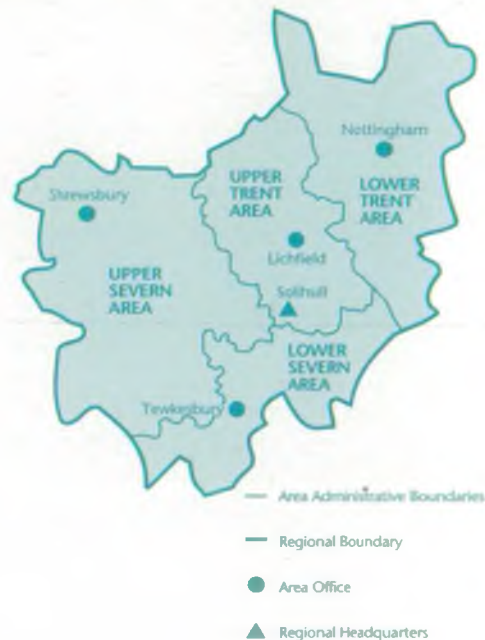 Nottingham
UPPER
TRENT
AREA
LOWER
TRENT
AREA
Shrewsbury
Lichfield
UPPER
SEVERN
AREA
Solihull
LOWER
SEVERN
AREA
Tewkesbury
Area Administrative Boundaries
Regional Boundary
Area Office
Regional Headquarters